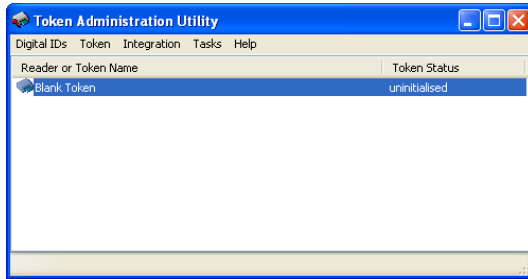 Token Administration Utility
Digital IDs Token Integration Tasks Help
Reader or Token Name Token Status
Blank Token uninitialised